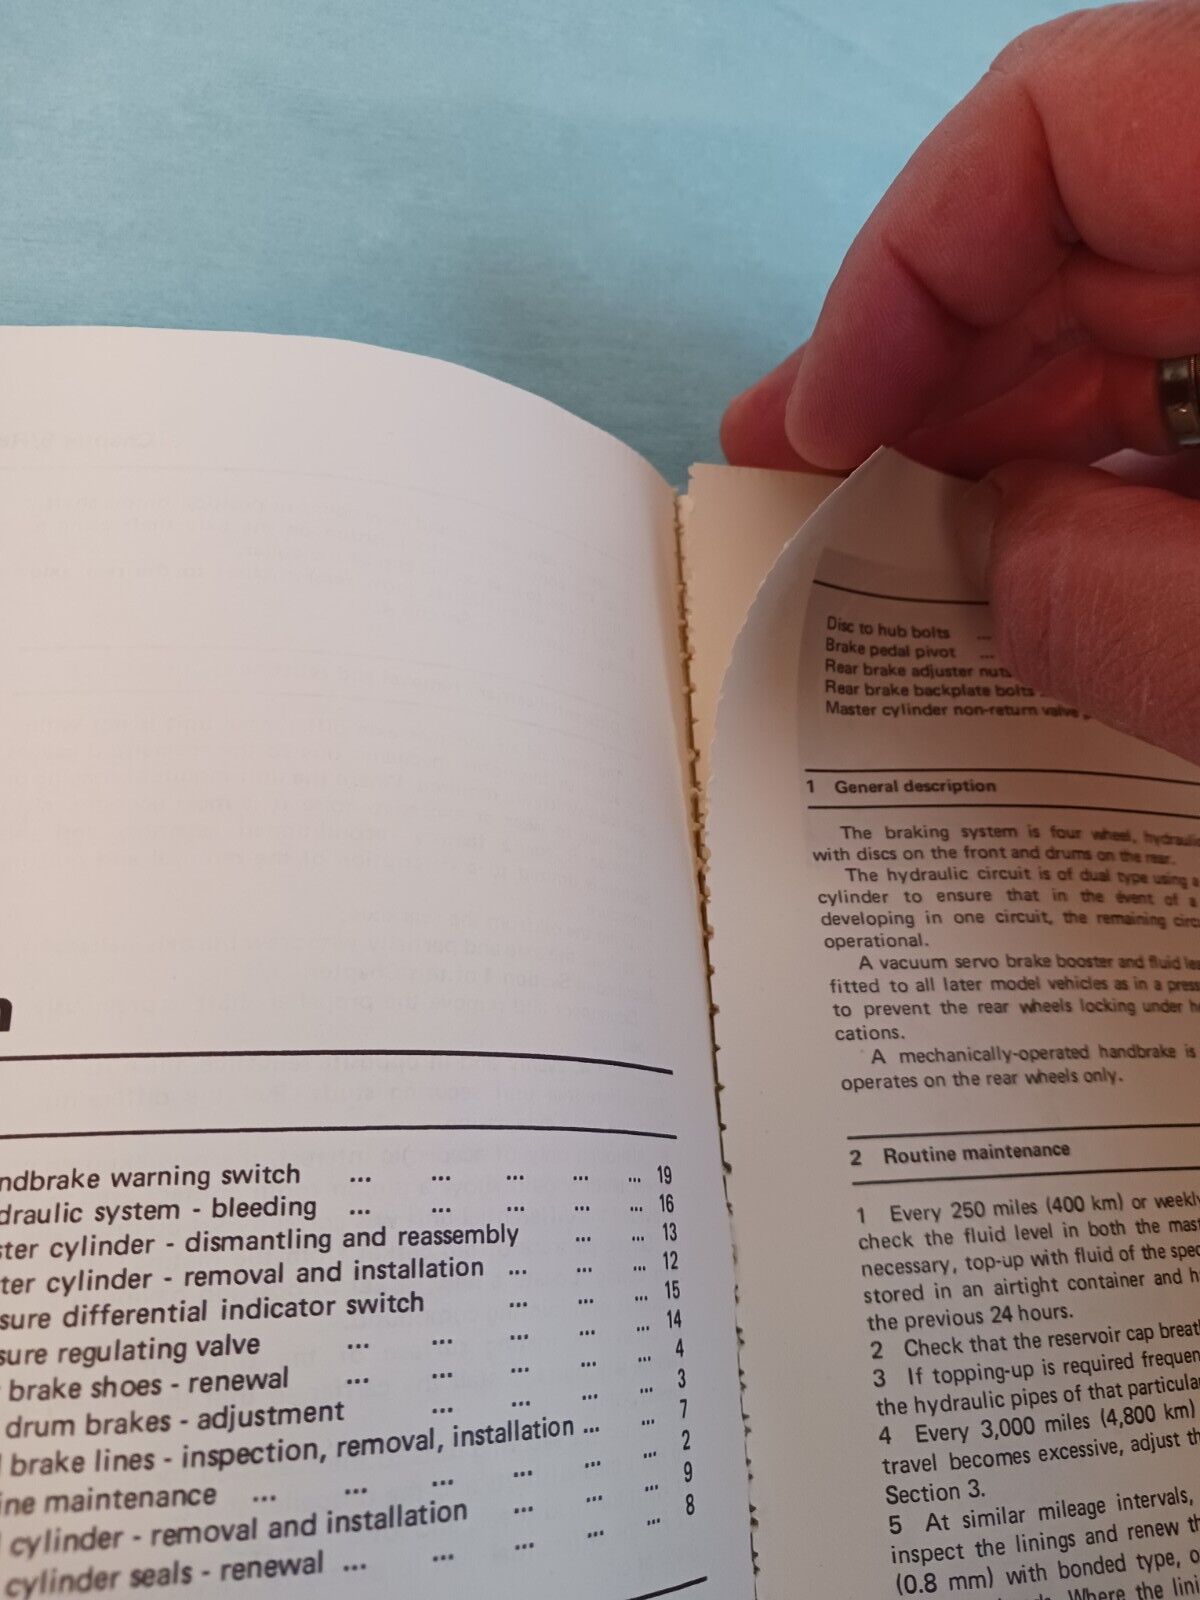 ndbrake warning switch ... ... ... ... ... 19
draulic system - bleeding ... ... ... ... ... 16
ster cylinder - dismantling and reassembly ... ... 13
ter cylinder - removal and installation ... ... ... 12
sure differential indicator switch ... ... ... 15
sure regulating valve ... ... ... ... ... 14
brake shoes - renewal ... ... ... ... ... 4
drum brakes - adjustment ... ... ... ... 3
brake lines - inspection, removal, installation ... ... 7
ine maintenance ... ... ... ... ... ... 2
cylinder - removal and installation ... ... ... 9
cylinder seals - renewal ... ... ... ... ... 8
Disc to hub bolts ...
Brake pedal pivot ...
Rear brake adjuster nuts
Rear brake backplate bolts
Master cylinder non-return valve
1 General description
The braking system is four wheel, hydraulic
with discs on the front and drums on the rear.
The hydraulic circuit is of dual type using a
cylinder to ensure that in the event of a
developing in one circuit, the remaining circ
operational.
A vacuum servo brake booster and fluid
fitted to all later model vehicles as in a press
to prevent the rear wheels locking under
cations.
A mechanically-operated handbrake is
operates on the rear wheels only.
2 Routine maintenance
1 Every 250 miles (400 km) or weekly
check the fluid level in both the mas
necessary, top-up with fluid of the spec
stored in an airtight container and h
the previous 24 hours.
2 Check that the reservoir cap breat
3 If topping-up is required frequen
the hydraulic pipes of that particular
4 Every 3,000 miles (4,800 km)
travel becomes excessive, adjust th
Section 3.
5 At similar mileage intervals,
inspect the linings and renew th
(0.8 mm) with bonded type, o
Where the lini